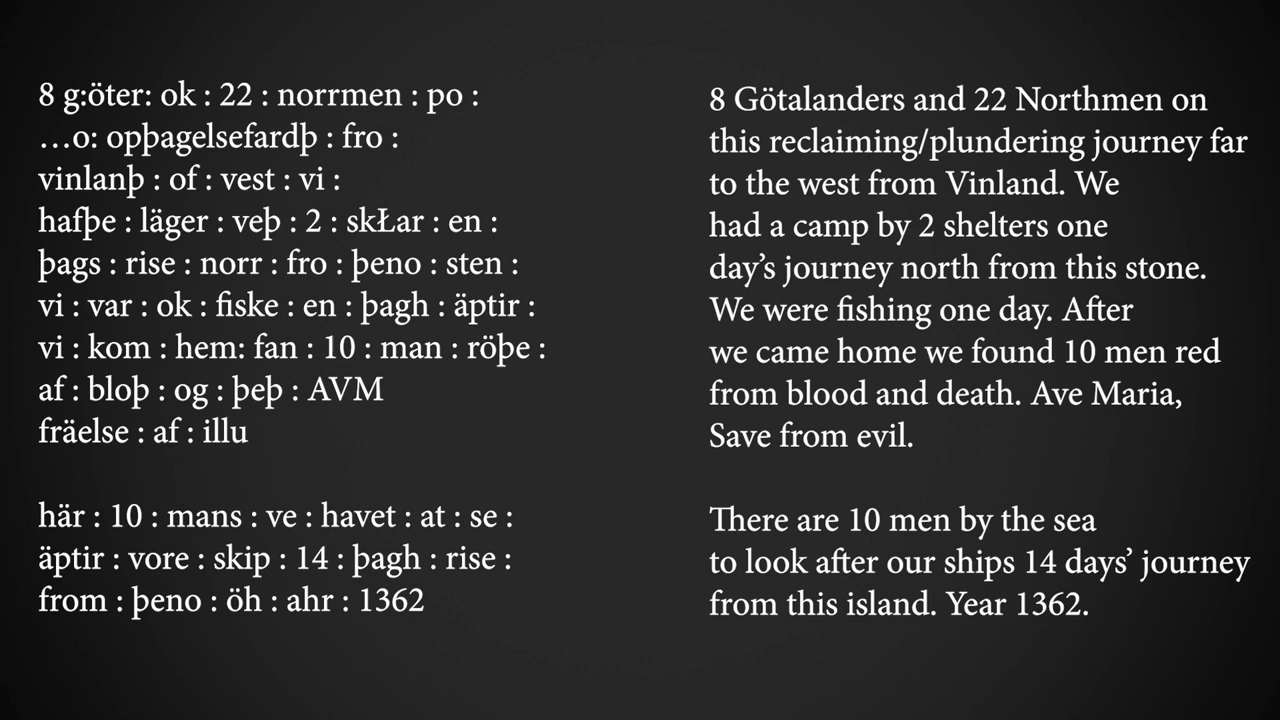 8 g:öter: ok : 22 : norrmen : po :
…o: opþagelsefardþ : fro :
vinlanþ : of : vest : vi :
hafþe : läger : veþ : 2 : skŁar : en :
þags : rise : norr : fro : þeno : sten :
vi : var : ok : fiske : en : þagh : äptir :
vi : kom : hem: fan : 10 : man : röþe :
af : bloþ : og : þeþ : AVM
fräelse : af : illu
här : 10 : mans : ve : havet : at : se :
äptir : vore : skip : 14 : þagh : rise :
from : þeno : öh : ahr : 1362
8 Götalanders and 22 Northmen on
this reclaiming/plundering journey far
to the west from Vinland. We
had a camp by 2 shelters one
day’s journey north from this stone.
We were fishing one day. After
we came home we found 10 men red
from blood and death. Ave Maria,
Save from evil.
There are 10 men by the sea
to look after our ships 14 days’ journey
from this island. Year 1362.